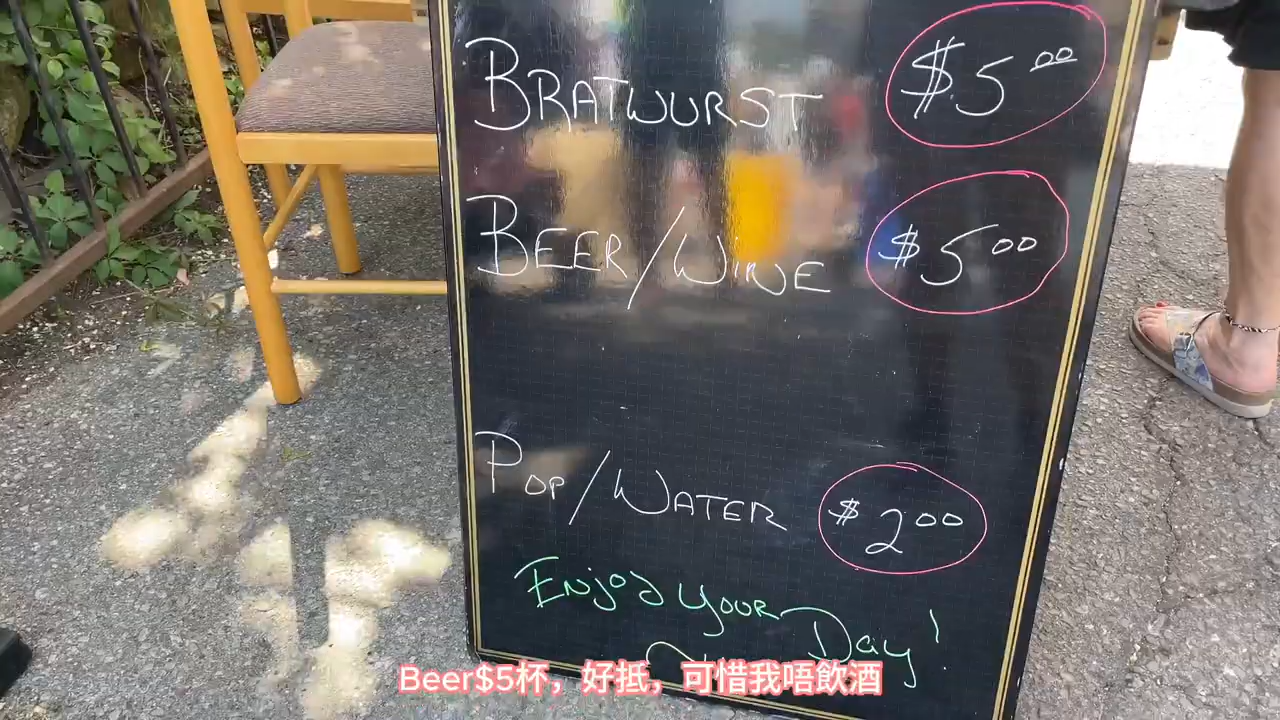 BRATWURST $5.00
BEER/WINE $5.00
POP/WATER $2.00
ENJOY YOUR DAY!
Beer$5杯，好抵，可惜我唔飲酒